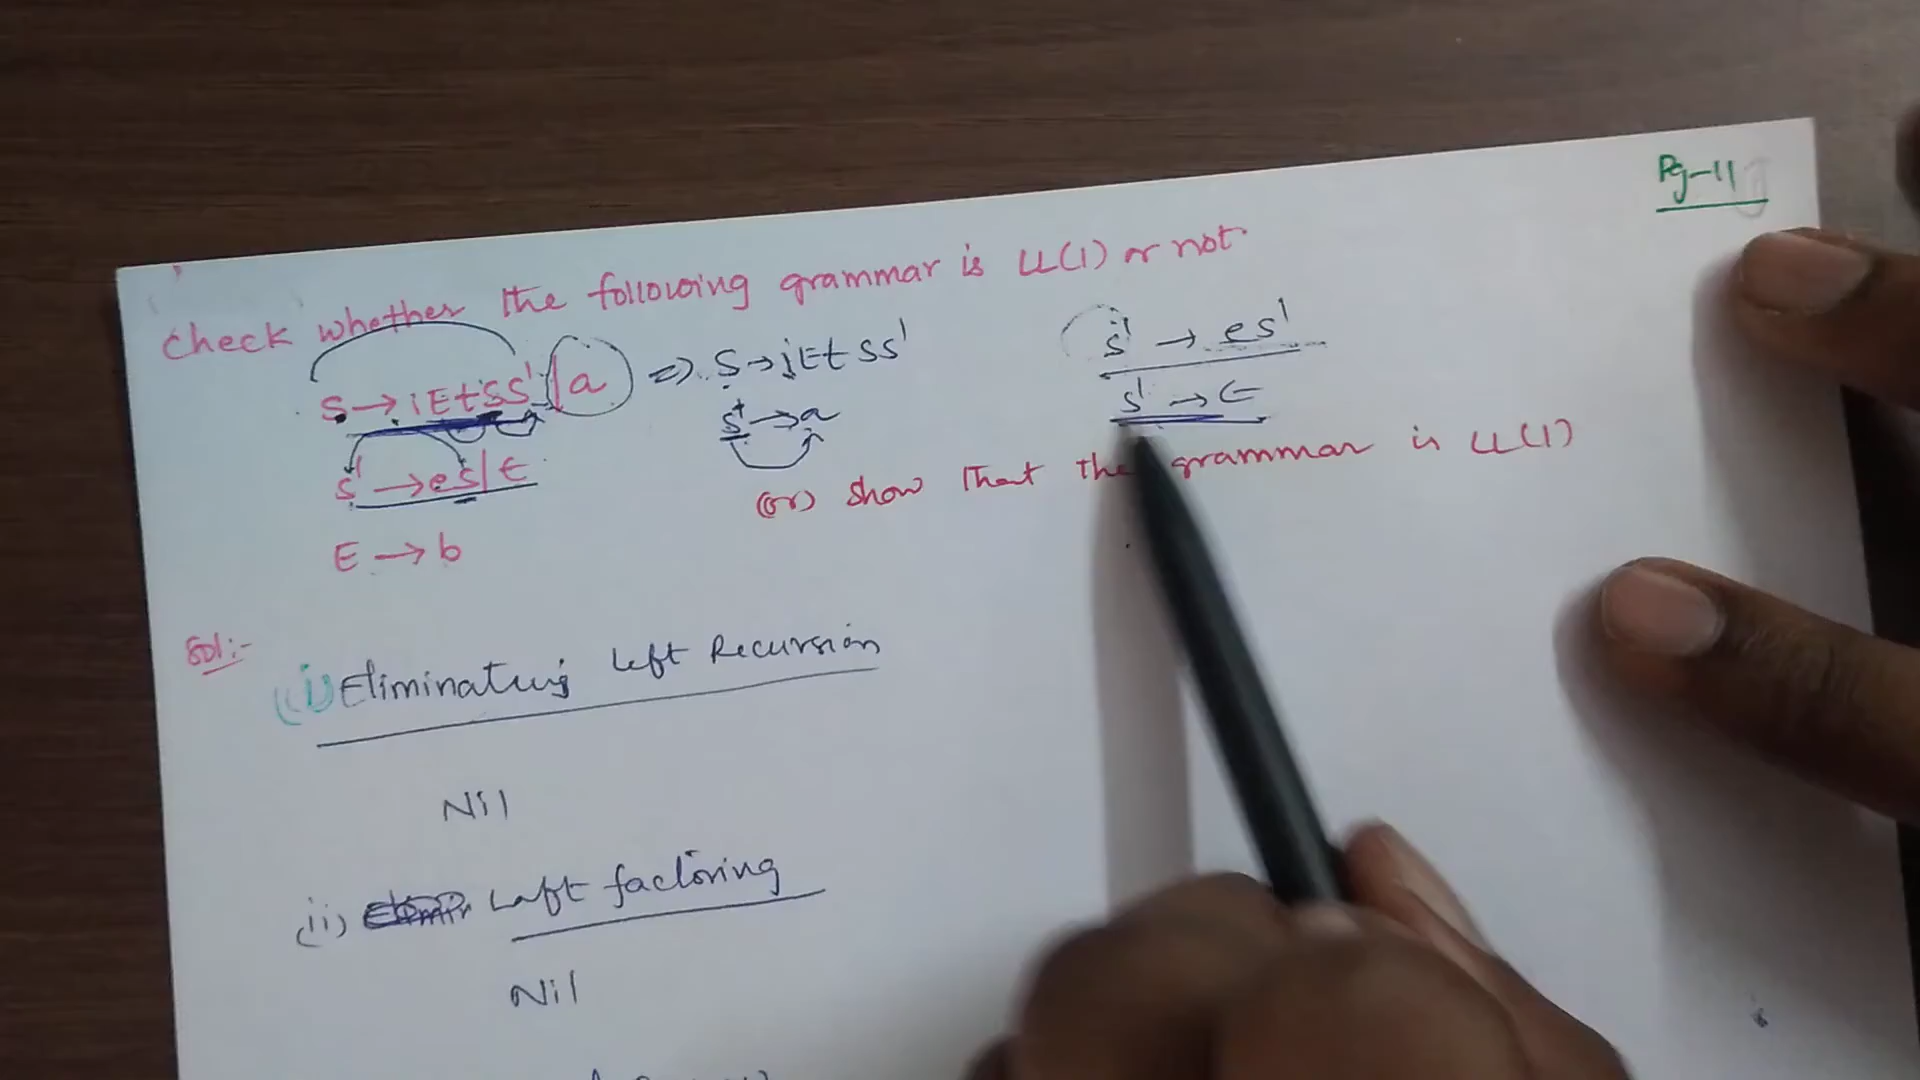 Pg-11
Check whether the following grammar is LL(1) or not.
S → iEtSS' | a => S → iEtSS'
S' → a
S' → eS'
S' → ε
S' → eS | ε
(or) Show that the grammar is LL(1)
E → b
Sol:-
(i) Eliminating Left Recursion
Nil
(ii) Left factoring
Nil